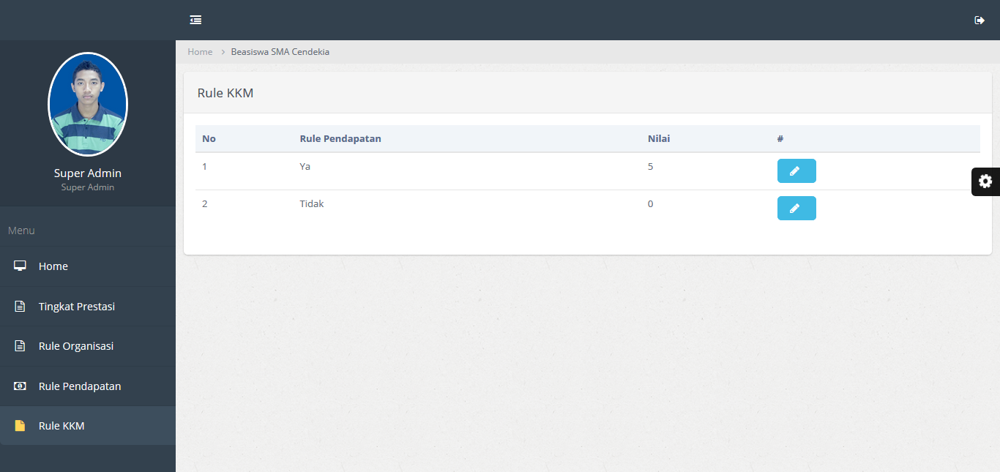 Home > Beasiswa SMA Cendekia
Super Admin
Super Admin
Menu
Home
Tingkat Prestasi
Rule Organisasi
Rule Pendapatan
Rule KKM
Rule KKM
No Rule Pendapatan Nilai #
1 Ya 5
2 Tidak 0